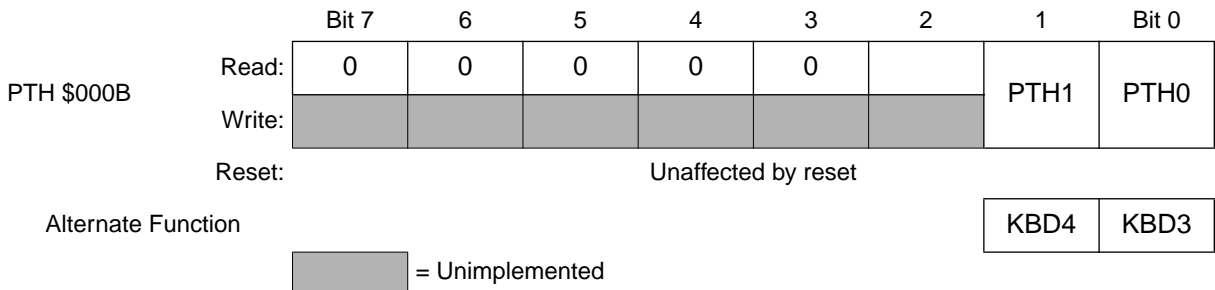 Bit 7 6 5 4 3 2 1 Bit 0
PTH $000B
Read: 0 0 0 0 0
PTH1 PTH0
Write:
Reset: Unaffected by reset
Alternate Function KBD4 KBD3
= Unimplemented